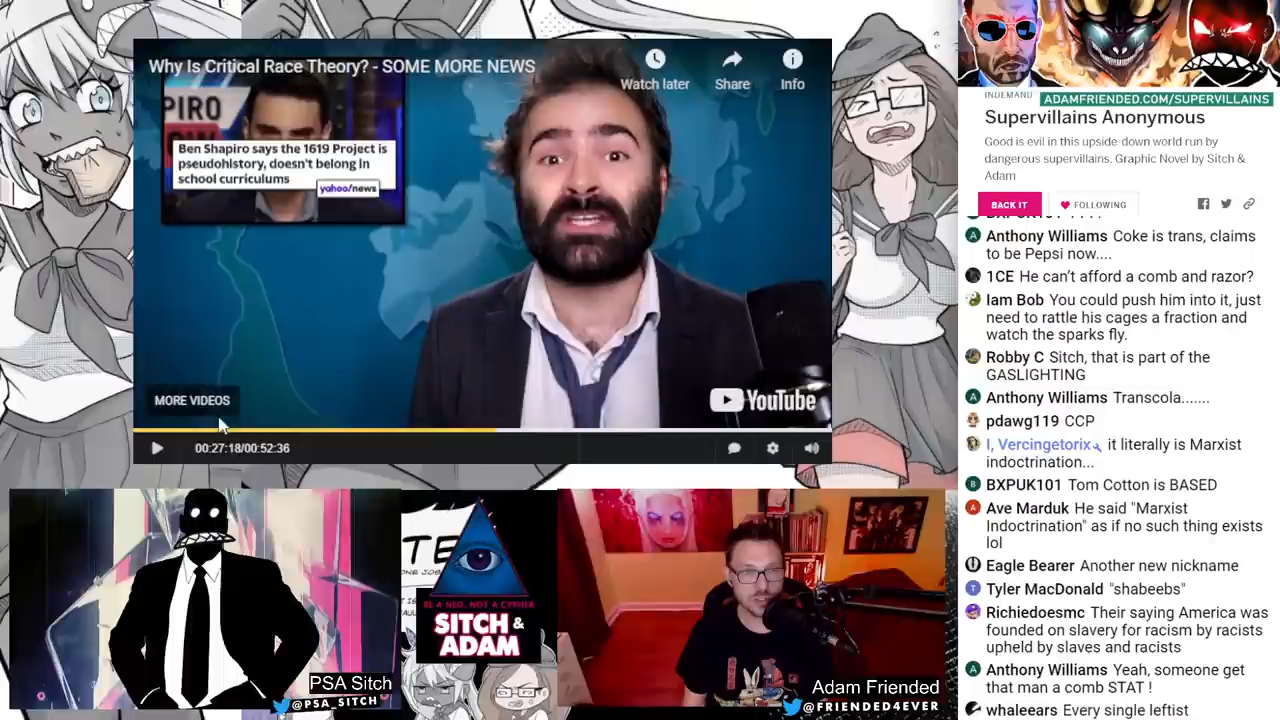 Why Is Critical Race Theory? - SOME MORE NEWS
Watch later
Share
Info
Ben Shapiro says the 1619 Project is
pseudohistory, doesn't belong in
school curriculums
yahoo/news
MORE VIDEOS
YouTube
00:27:18/00:52:36
PSA Sitch
@PSA_SITCH
BE A NEO, NOT A CYPHER
SITCH &
ADAM
Adam Friended
@FRIENDED4EVER
INDEMAND
ADAMFRIENDED.COM/SUPERVILLAINS
Supervillains Anonymous
Good is evil in this upside-down world run by
dangerous supervillains. Graphic Novel by Sitch &
Adam
BACK IT
FOLLOWING
Anthony Williams Coke is trans, claims
to be Pepsi now....
1CE He can't afford a comb and razor?
Iam Bob You could push him into it, just
need to rattle his cages a fraction and
watch the sparks fly.
Robby C Sitch, that is part of the
GASLIGHTING
Anthony Williams Transcola.......
pdawg119 CCP
I, Vercingetorix it literally is Marxist
indoctrination...
BXPUK101 Tom Cotton is BASED
Ave Marduk He said "Marxist
Indoctrination" as if no such thing exists
lol
Eagle Bearer Another new nickname
Tyler MacDonald "shabeebs"
Richiedoesmc Their saying America was
founded on slavery for racism by racists
upheld by slaves and racists
Anthony Williams Yeah, someone get
that man a comb STAT !
whaleears Every single leftist